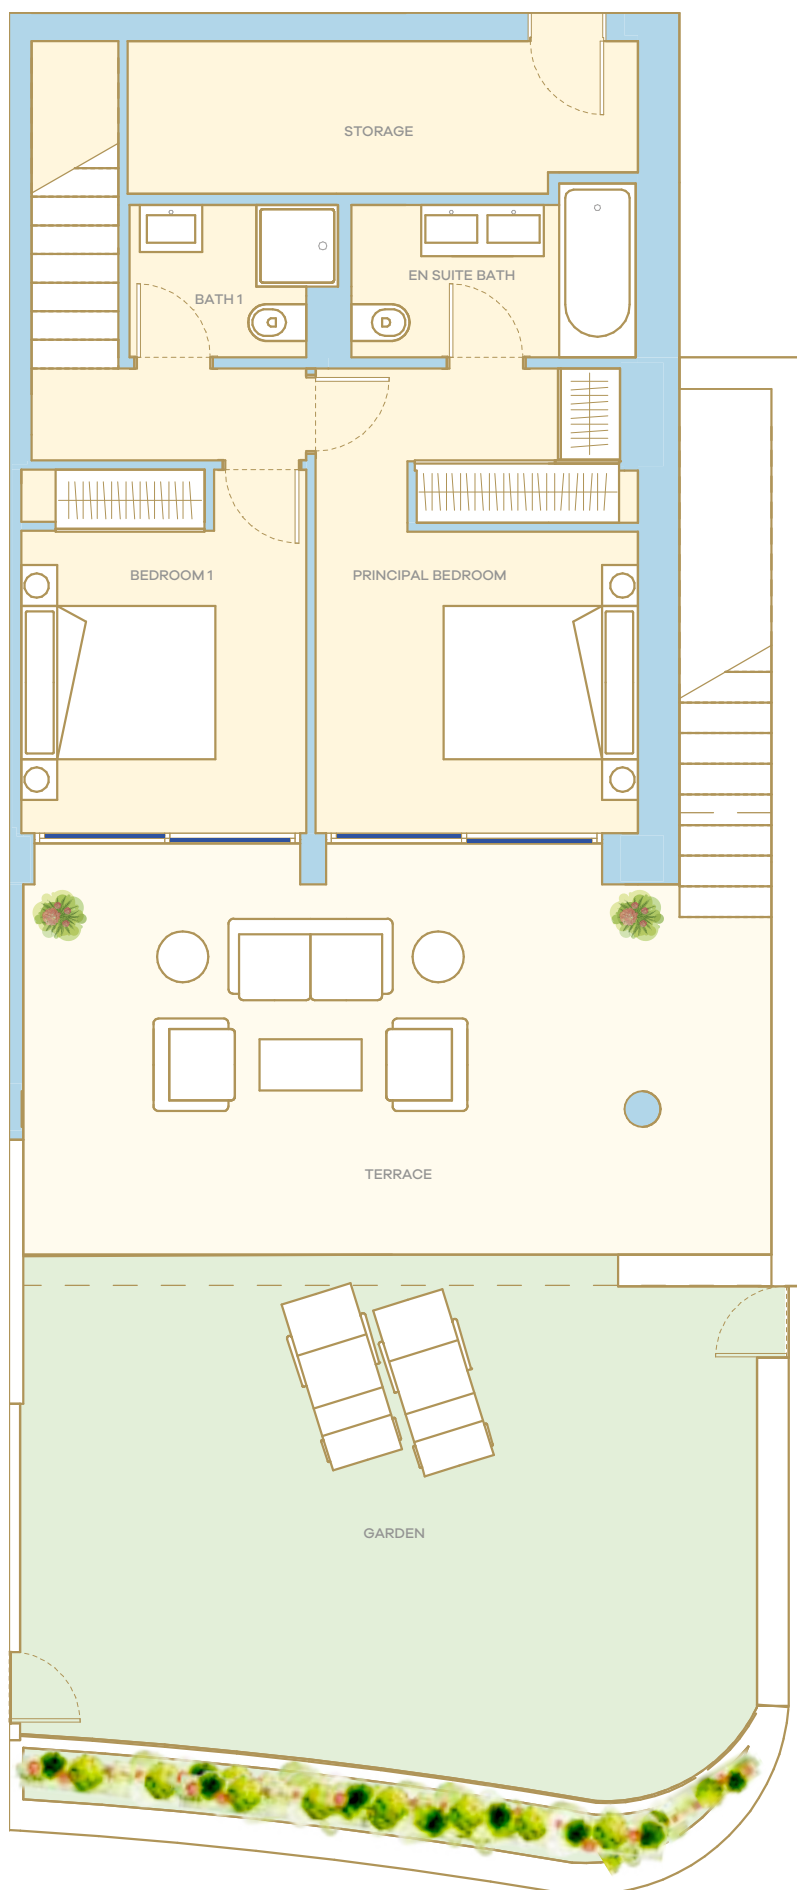 STORAGE
EN SUITE BATH
BATH 1
BEDROOM 1
PRINCIPAL BEDROOM
TERRACE
GARDEN